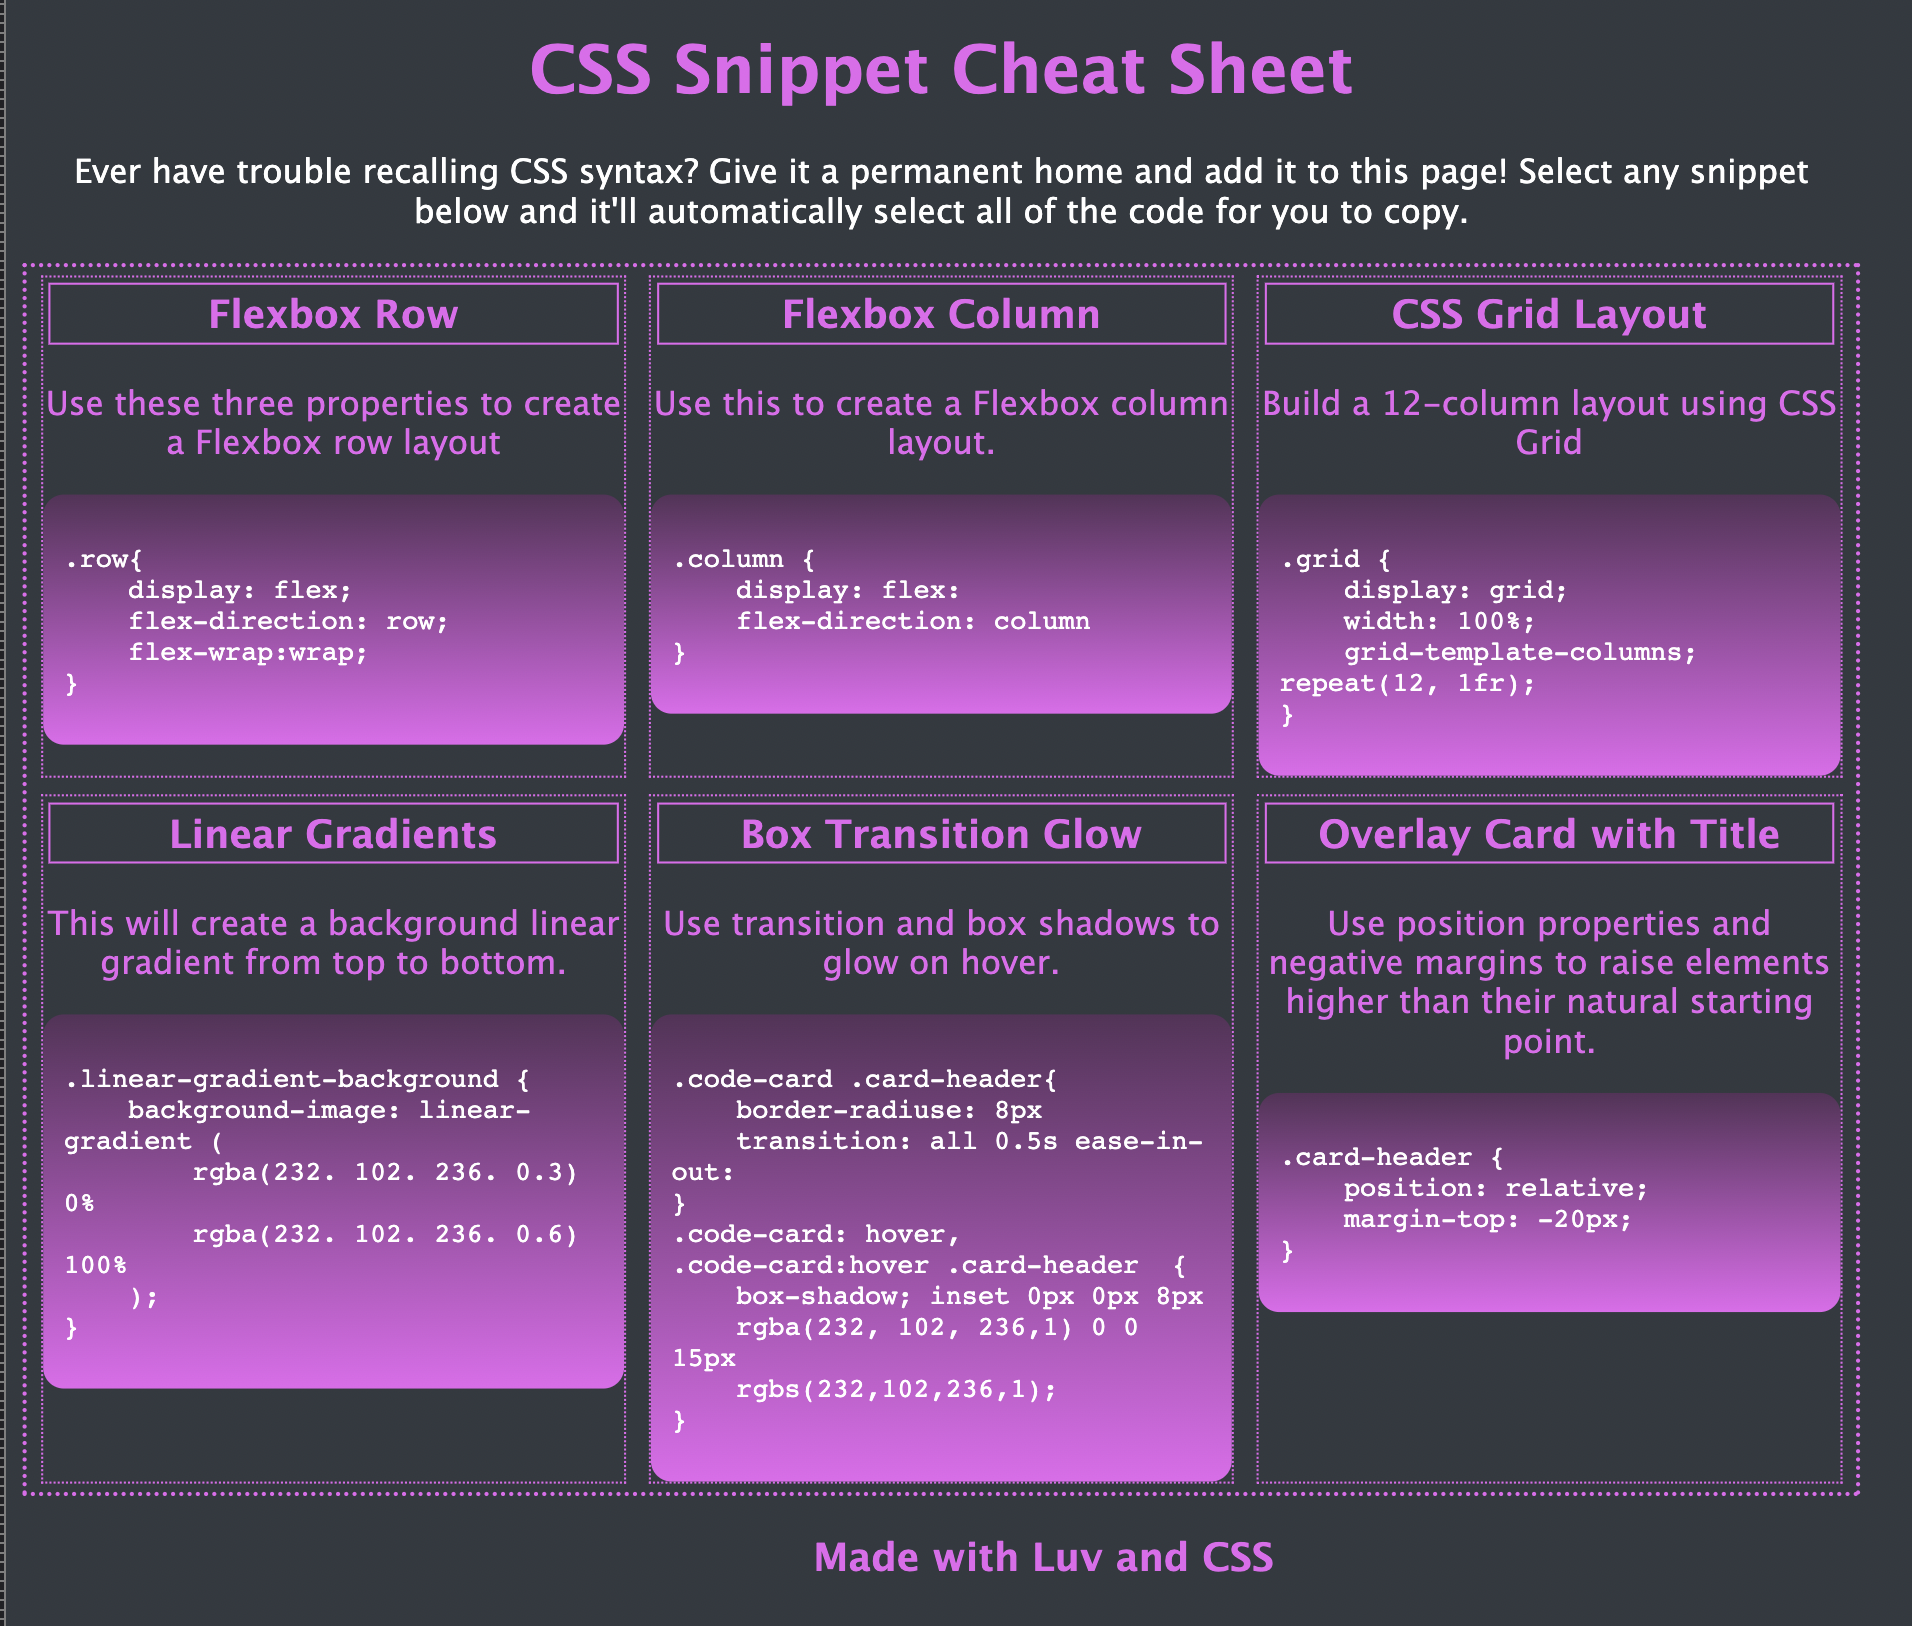 CSS Snippet Cheat Sheet
Ever have trouble recalling CSS syntax? Give it a permanent home and add it to this page! Select any snippet
below and it'll automatically select all of the code for you to copy.
Flexbox Row
Use these three properties to create
a Flexbox row layout
.row{
    display: flex;
    flex-direction: row;
    flex-wrap:wrap;
}
Flexbox Column
Use this to create a Flexbox column
layout.
.column {
    display: flex:
    flex-direction: column
}
CSS Grid Layout
Build a 12-column layout using CSS
Grid
.grid {
    display: grid;
    width: 100%;
    grid-template-columns;
repeat(12, 1fr);
}
Linear Gradients
This will create a background linear
gradient from top to bottom.
.linear-gradient-background {
    background-image: linear-
gradient (
        rgba(232. 102. 236. 0.3)
0%
        rgba(232. 102. 236. 0.6)
100%
    );
}
Box Transition Glow
Use transition and box shadows to
glow on hover.
.code-card .card-header{
    border-radiuse: 8px
    transition: all 0.5s ease-in-
out:
}
.code-card: hover,
.code-card:hover .card-header  {
    box-shadow; inset 0px 0px 8px
    rgba(232, 102, 236,1) 0 0
15px
    rgbs(232,102,236,1);
}
Overlay Card with Title
Use position properties and
negative margins to raise elements
higher than their natural starting
point.
.card-header {
    position: relative;
    margin-top: -20px;
}
Made with Luv and CSS